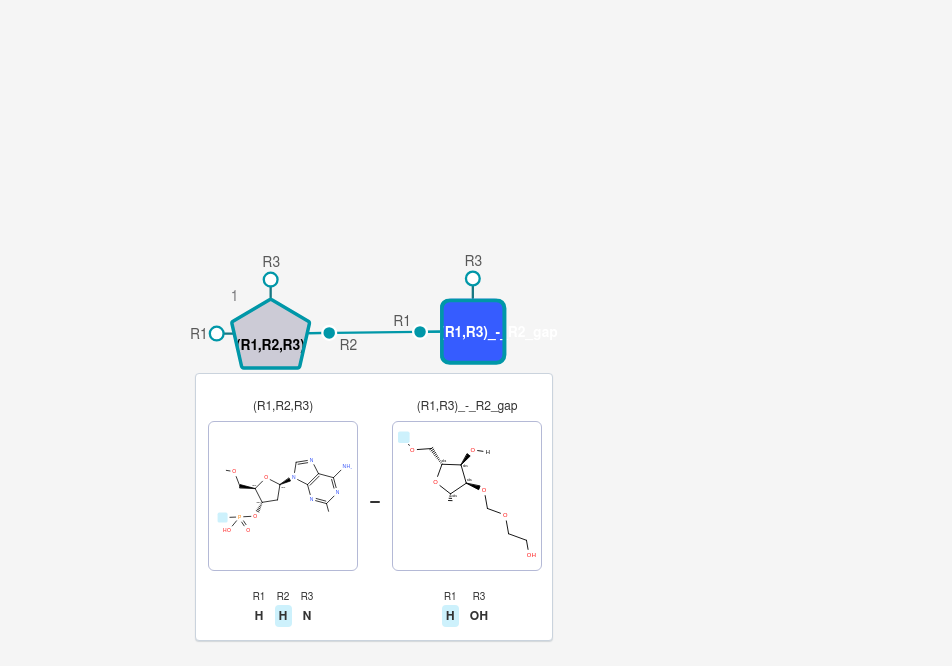 R3
R3
1
R1
R1
(R1,R2,R3)
R2
R1,R3)_-_R2_gap
(R1,R2,R3)
(R1,R3)_-_R2_gap
O
O
N
N
NH
N
N
O
P
HO
O
O
O
H
O
O
O
OH
–
R1 R2 R3
H H N
R1 R3
H OH